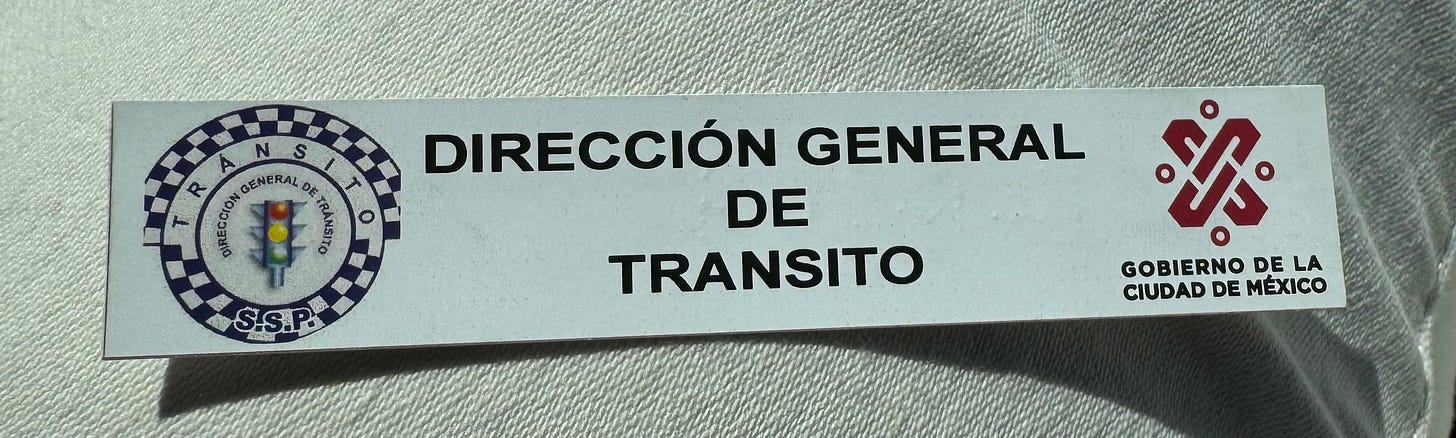 TRÁNSITO
DIRECCIÓN GENERAL DE TRÁNSITO
S.S.P.
DIRECCIÓN GENERAL
DE
TRANSITO
GOBIERNO DE LA
CIUDAD DE MÉXICO